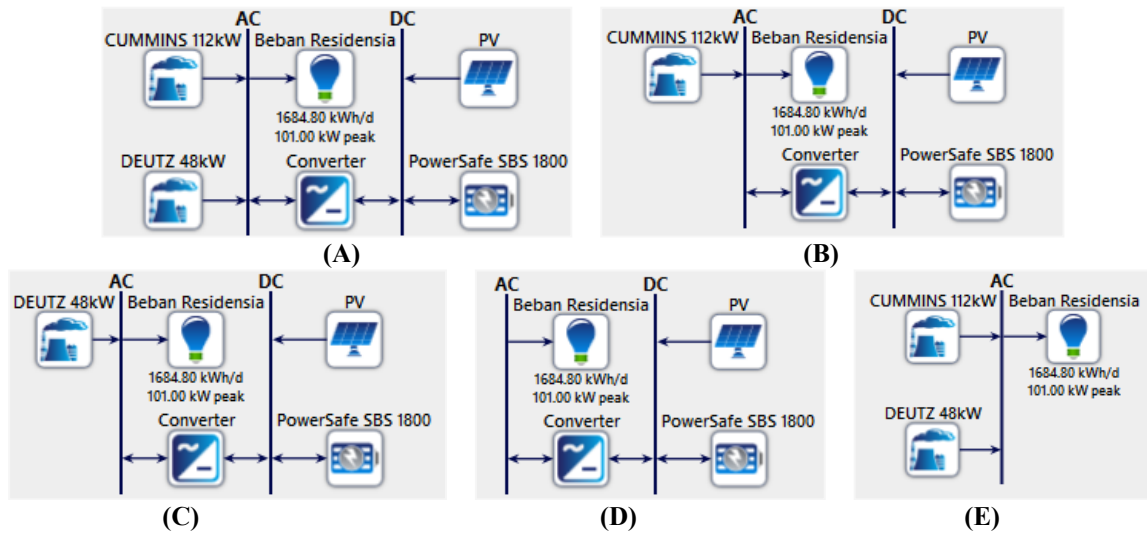 AC DC
CUMMINS 112kW Beban Residensia PV
1684.80 kWh/d
101.00 kW peak
DEUTZ 48kW Converter PowerSafe SBS 1800
(A)
AC DC
CUMMINS 112kW Beban Residensia PV
1684.80 kWh/d
101.00 kW peak
Converter PowerSafe SBS 1800
(B)
AC DC
DEUTZ 48kW Beban Residensia PV
1684.80 kWh/d
101.00 kW peak
Converter PowerSafe SBS 1800
(C)
AC DC
Beban Residensia PV
1684.80 kWh/d
101.00 kW peak
Converter PowerSafe SBS 1800
(D)
AC
CUMMINS 112kW Beban Residensia
1684.80 kWh/d
101.00 kW peak
DEUTZ 48kW
(E)